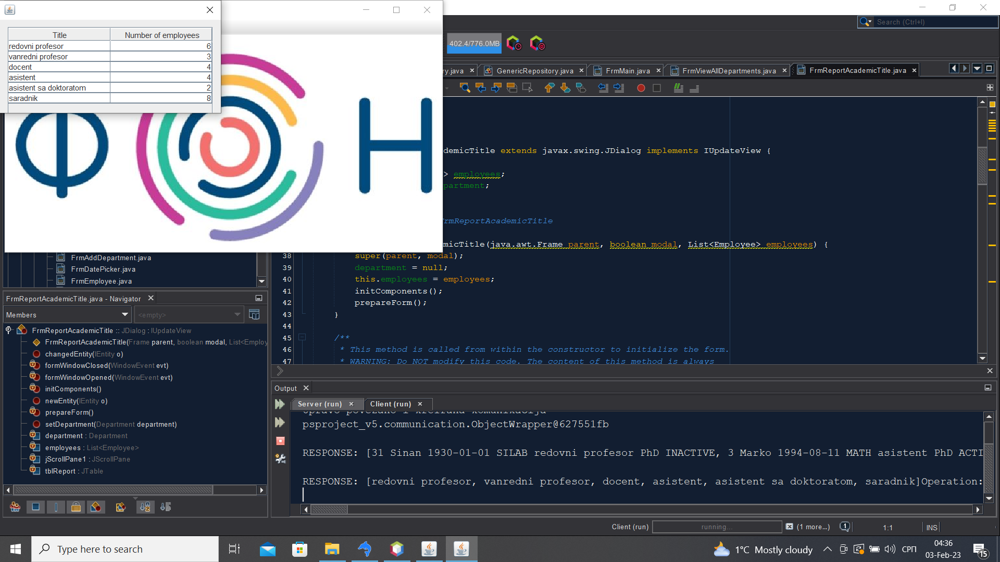 Title Number of employees
redovni profesor 6
vanredni profesor 3
docent 4
asistent 4
asistent sa doktoratom 2
saradnik 8
Ф О Н
Search (Ctrl+I)
402.4/776.0MB
ry.java GenericRepository.java FrmMain.java FrmViewAllDepartments.java FrmReportAcademicTitle.java
demicTitle extends javax.swing.JDialog implements IUpdateView {
> employees;
partment;
FrmReportAcademicTitle
micTitle(java.awt.Frame parent, boolean modal, List<Employee> employees) {
38 super(parent, modal);
39 department = null;
40 this.employees = employees;
41 initComponents();
42 prepareForm();
43 }
44
45 /**
46 * This method is called from within the constructor to initialize the form.
47 * WARNING: Do NOT modify this code. The content of this method is always
FrmAddDepartment.java
FrmDatePicker.java
FrmEmployee.java
FrmReportAcademicTitle.java - Navigator
Members <empty>
FrmReportAcademicTitle :: JDialog : IUpdateView
FrmReportAcademicTitle(Frame parent, boolean modal, List<Employ
changedEntity(IEntity o)
formWindowClosed(WindowEvent evt)
formWindowOpened(WindowEvent evt)
initComponents()
newEntity(IEntity o)
prepareForm()
setDepartment(Department department)
department : Department
employees : List<Employee>
jScrollPane1 : JScrollPane
tblReport : JTable
Output
Server (run) Client (run)
psproject_v5.communication.ObjectWrapper@627551fb
RESPONSE: [31 Sinan 1930-01-01 SILAB redovni profesor PhD INACTIVE, 3 Marko 1994-08-11 MATH asistent PhD ACTI
RESPONSE: [redovni profesor, vanredni profesor, docent, asistent, asistent sa doktoratom, saradnik]Operation:
Client (run) running... (1 more...) 1 1:1 INS
Type here to search
1°C Mostly cloudy
СРП
04:36
03-Feb-23
15